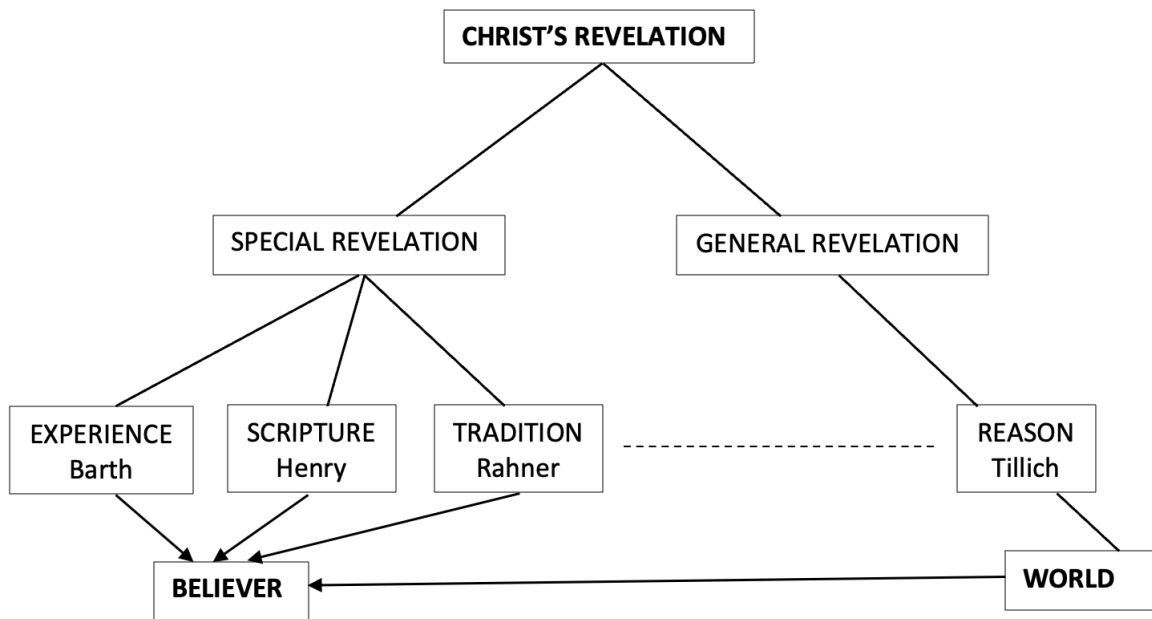 CHRIST’S REVELATION
SPECIAL REVELATION
GENERAL REVELATION
EXPERIENCE
Barth
SCRIPTURE
Henry
TRADITION
Rahner
REASON
Tillich
BELIEVER
WORLD